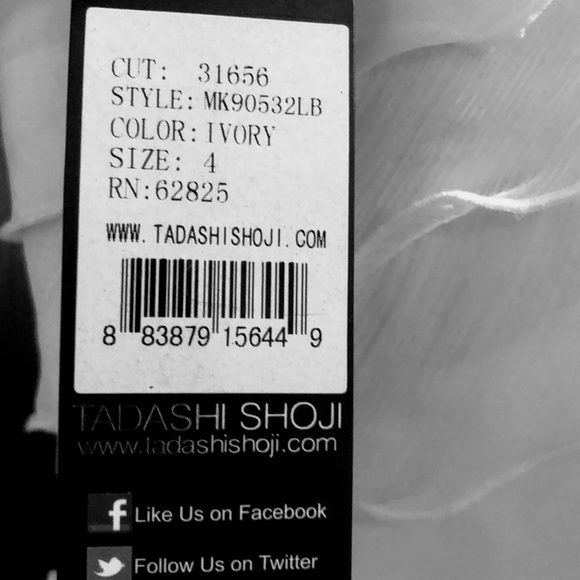 CUT: 31656
STYLE: MK90532LB
COLOR: IVORY
SIZE: 4
RN:62825
WWW.TADASHISHOJI.COM
8 83879 15644 9
TADASHI SHOJI
www.tadashishoji.com
f Like Us on Facebook
Follow Us on Twitter